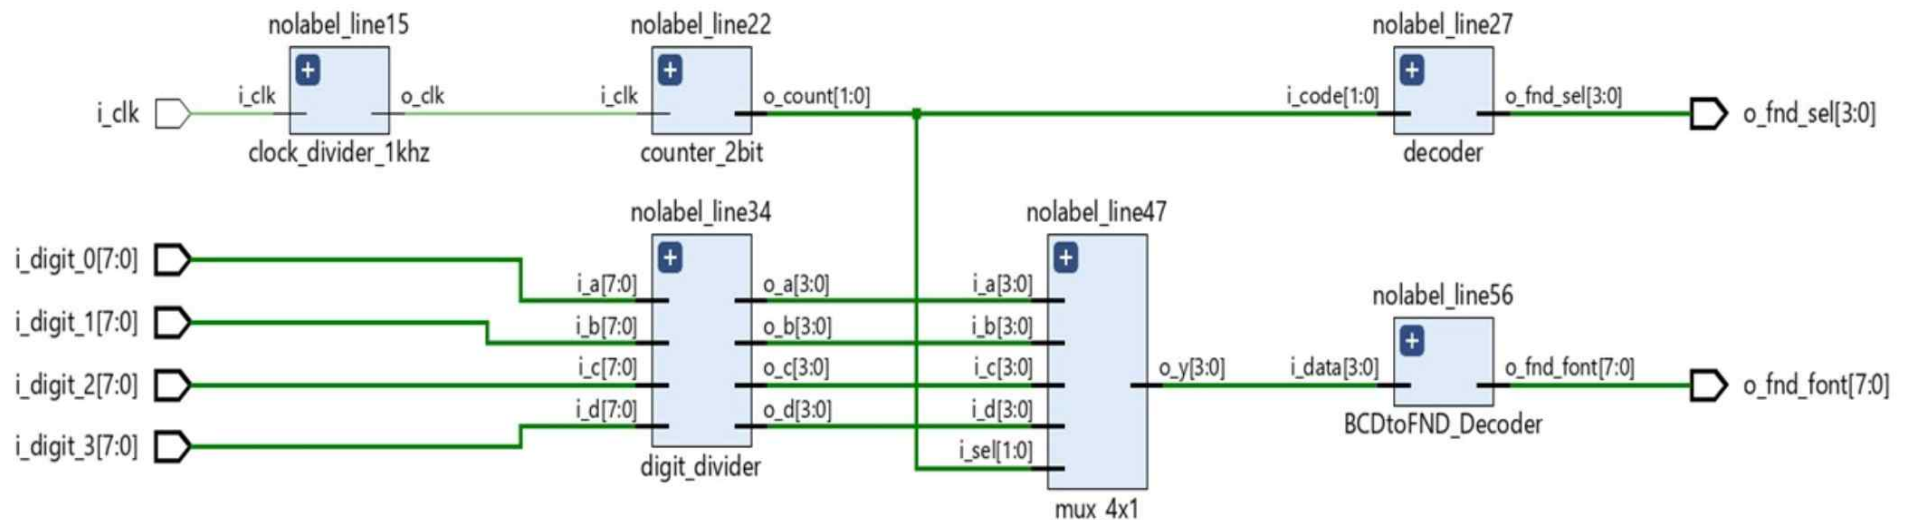 nolabel_line15
nolabel_line22
nolabel_line27
i_clk
i_clk
o_clk
i_clk
o_count[1:0]
i_code[1:0]
o_fnd_sel[3:0]
o_fnd_sel[3:0]
clock_divider_1khz
counter_2bit
decoder
nolabel_line34
nolabel_line47
i_digit_0[7:0]
i_a[7:0]
o_a[3:0]
i_a[3:0]
nolabel_line56
i_digit_1[7:0]
i_b[7:0]
o_b[3:0]
i_b[3:0]
i_digit_2[7:0]
i_c[7:0]
o_c[3:0]
i_c[3:0]
o_y[3:0]
i_data[3:0]
o_fnd_font[7:0]
o_fnd_font[7:0]
i_digit_3[7:0]
i_d[7:0]
o_d[3:0]
i_d[3:0]
BCDtoFND_Decoder
i_sel[1:0]
digit_divider
mux 4x1